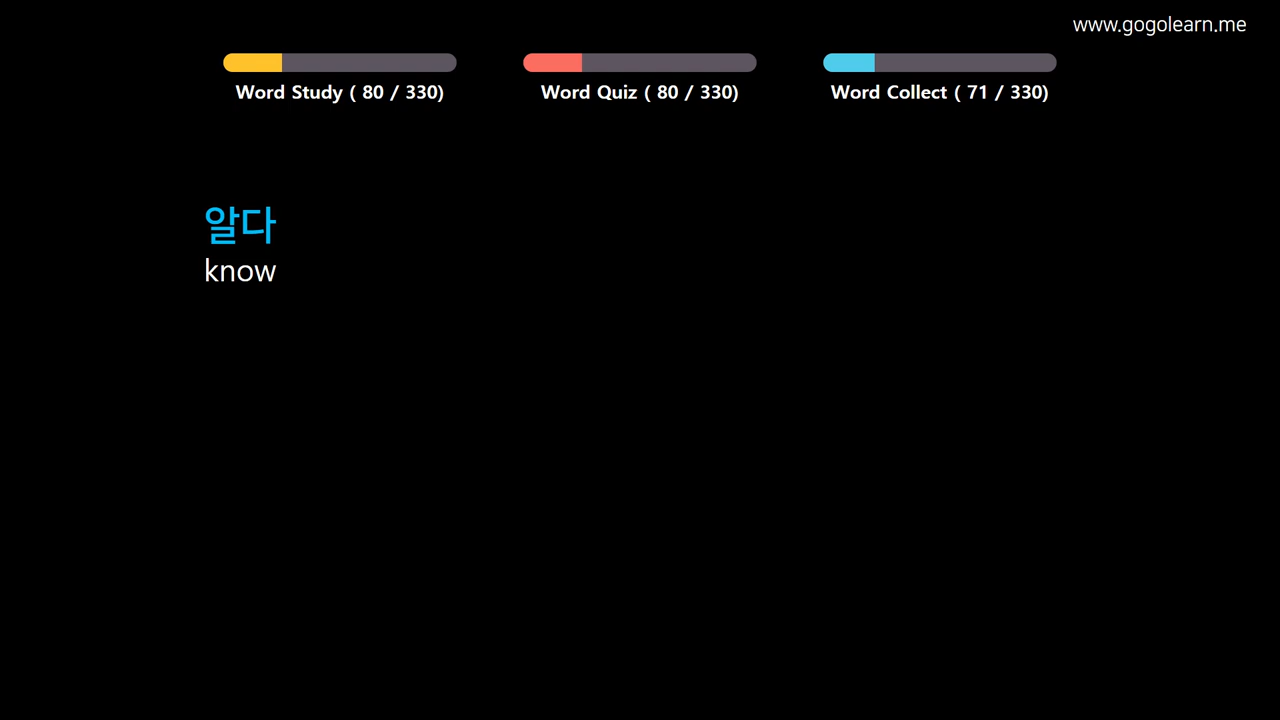 www.gogolearn.me
Word Study ( 80 / 330)
Word Quiz ( 80 / 330)
Word Collect ( 71 / 330)
알다
know